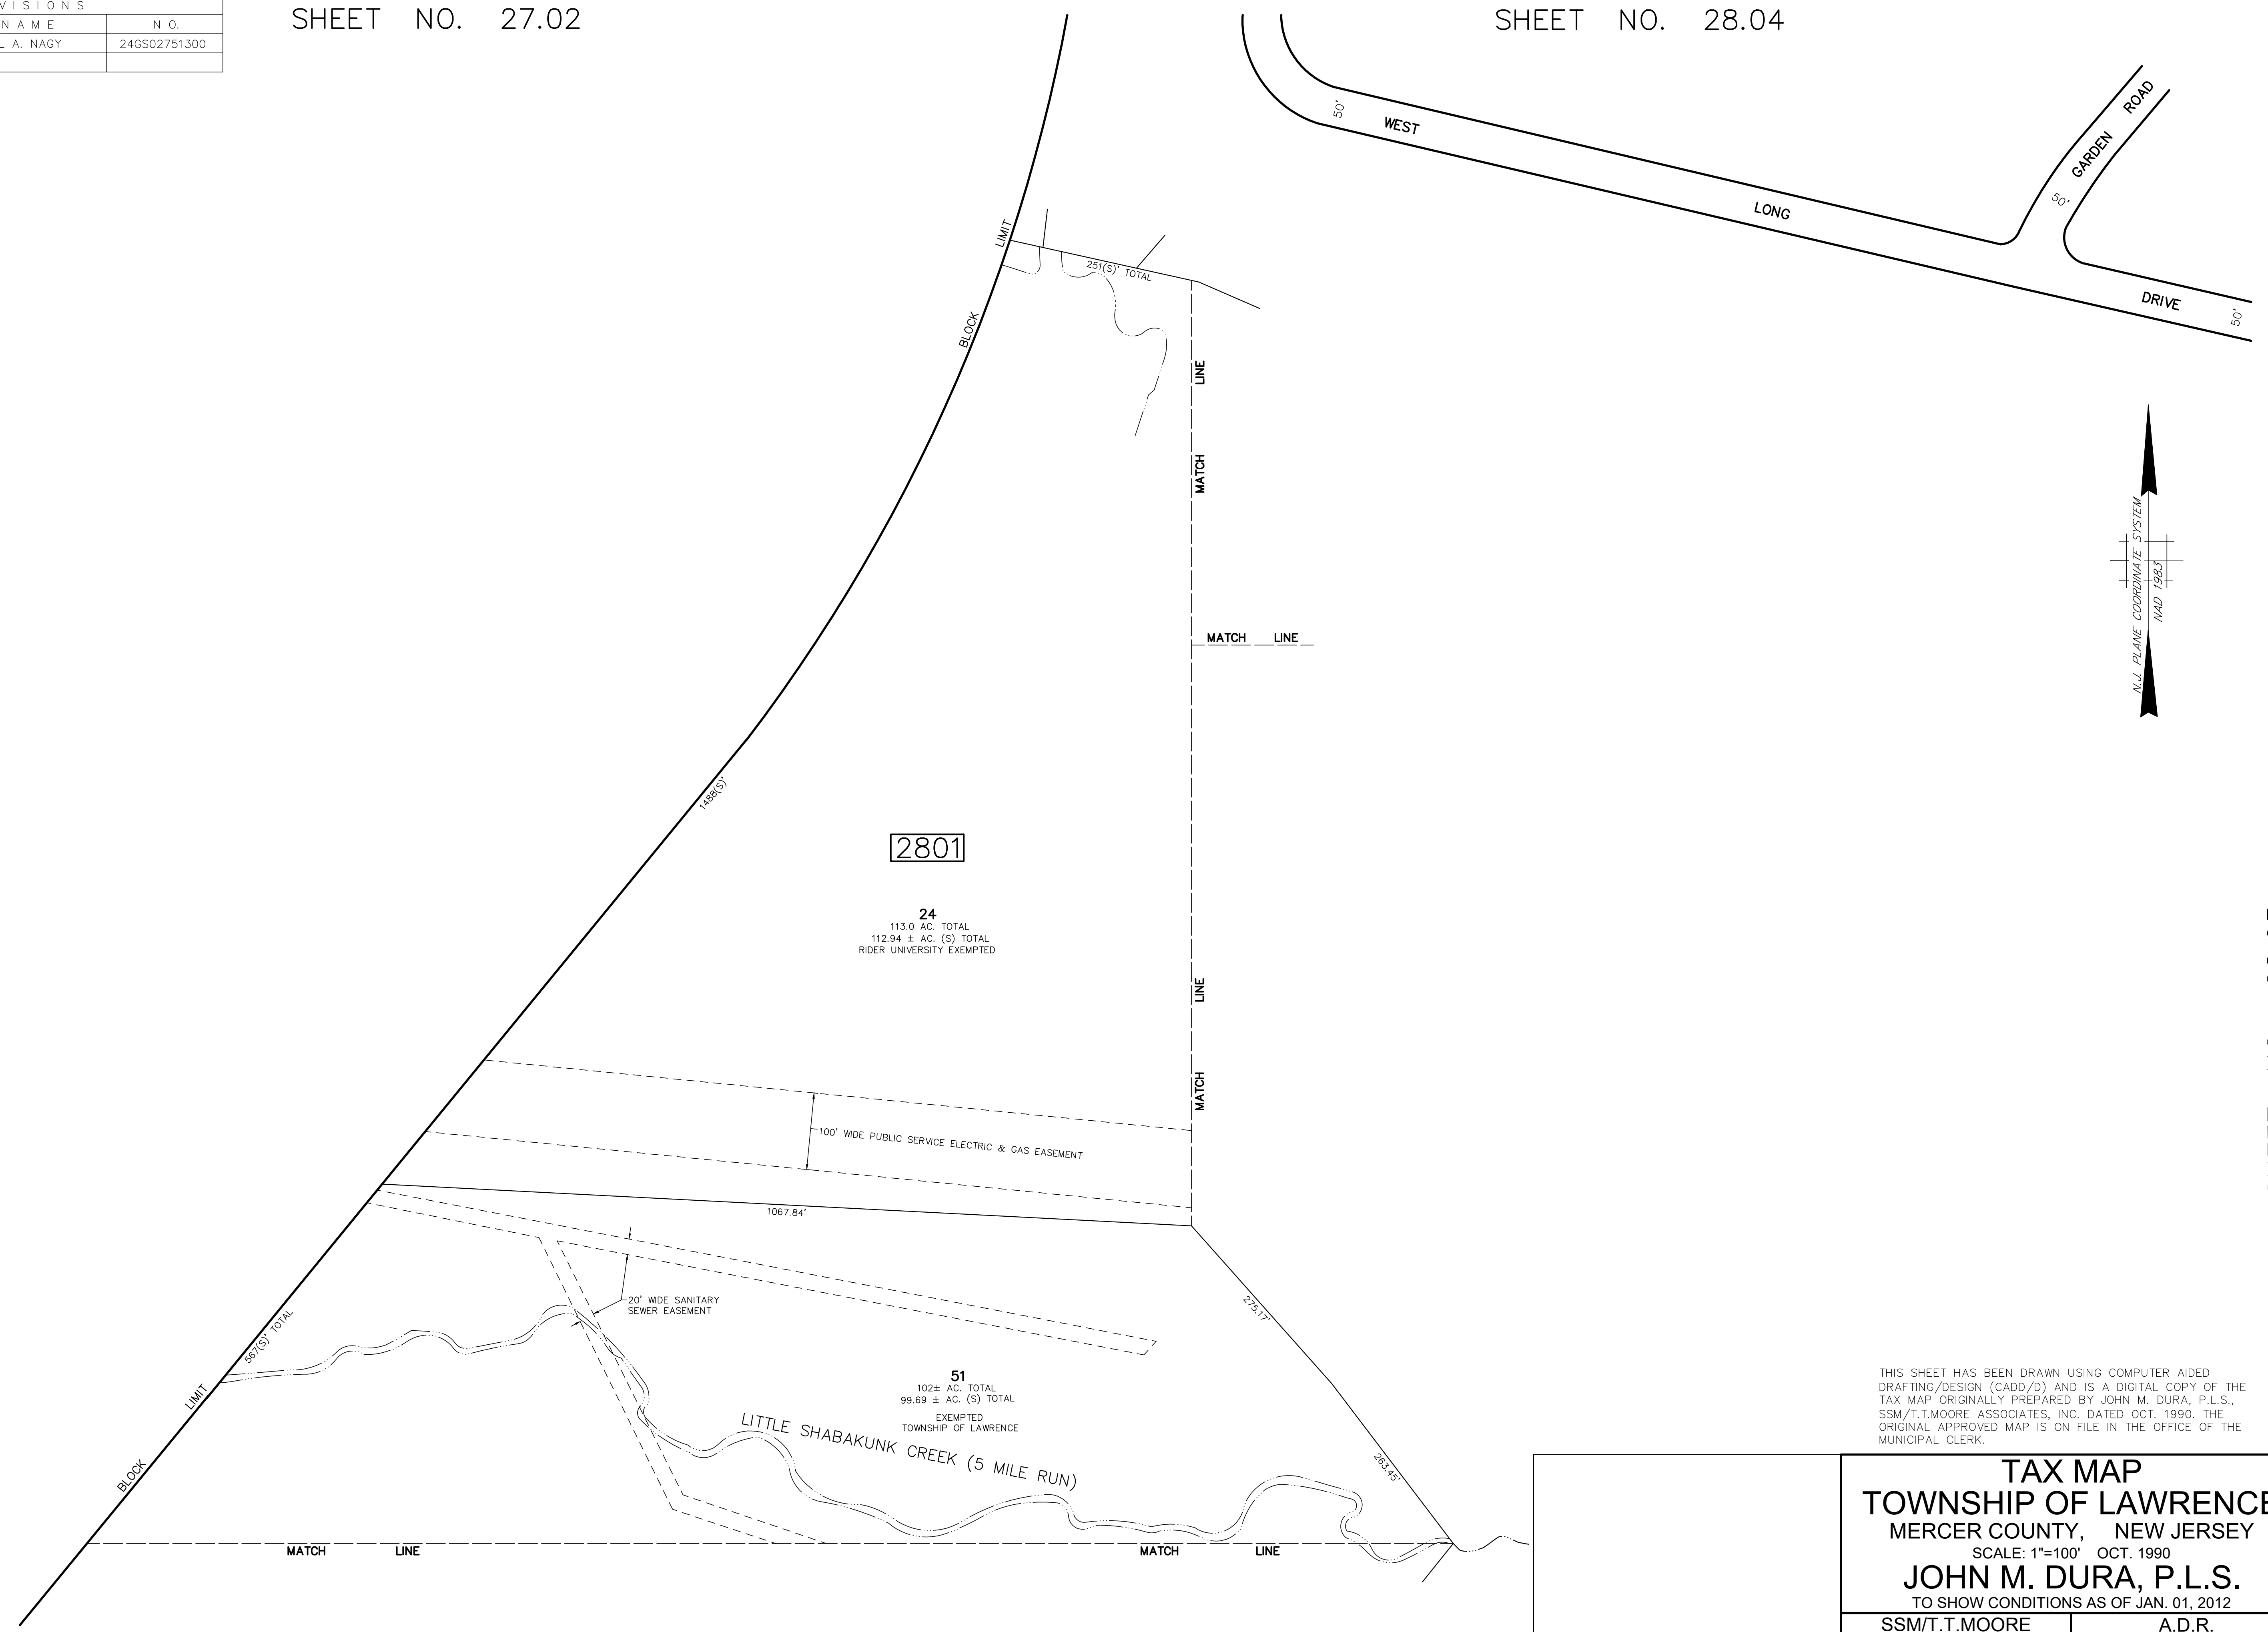 V I S I O N S
N A M E N O.
L A. NAGY 24GS02751300
SHEET NO. 27.02
SHEET NO. 28.04
50'
WEST
LONG
DRIVE
50'
GARDEN ROAD
50'
LIMIT
BLOCK
251(S)' TOTAL
MATCH LINE
MATCH LINE
N.J. PLANE COORDINATE SYSTEM
NAD 1983
1488(S)'
2801
24
113.0 AC. TOTAL
112.94 ± AC. (S) TOTAL
RIDER UNIVERSITY EXEMPTED
MATCH LINE
100' WIDE PUBLIC SERVICE ELECTRIC & GAS EASEMENT
1067.84'
20' WIDE SANITARY
SEWER EASEMENT
275.17'
567(S)' TOTAL
BLOCK LIMIT
51
102± AC. TOTAL
99.69 ± AC. (S) TOTAL
EXEMPTED
TOWNSHIP OF LAWRENCE
LITTLE SHABAKUNK CREEK (5 MILE RUN)
263.45'
MATCH LINE
MATCH LINE
THIS SHEET HAS BEEN DRAWN USING COMPUTER AIDED
DRAFTING/DESIGN (CADD/D) AND IS A DIGITAL COPY OF THE
TAX MAP ORIGINALLY PREPARED BY JOHN M. DURA, P.L.S.,
SSM/T.T.MOORE ASSOCIATES, INC. DATED OCT. 1990. THE
ORIGINAL APPROVED MAP IS ON FILE IN THE OFFICE OF THE
MUNICIPAL CLERK.
TAX MAP
TOWNSHIP OF LAWRENCE
MERCER COUNTY, NEW JERSEY
SCALE: 1"=100' OCT. 1990
JOHN M. DURA, P.L.S.
TO SHOW CONDITIONS AS OF JAN. 01, 2012
SSM/T.T.MOORE A.D.R.